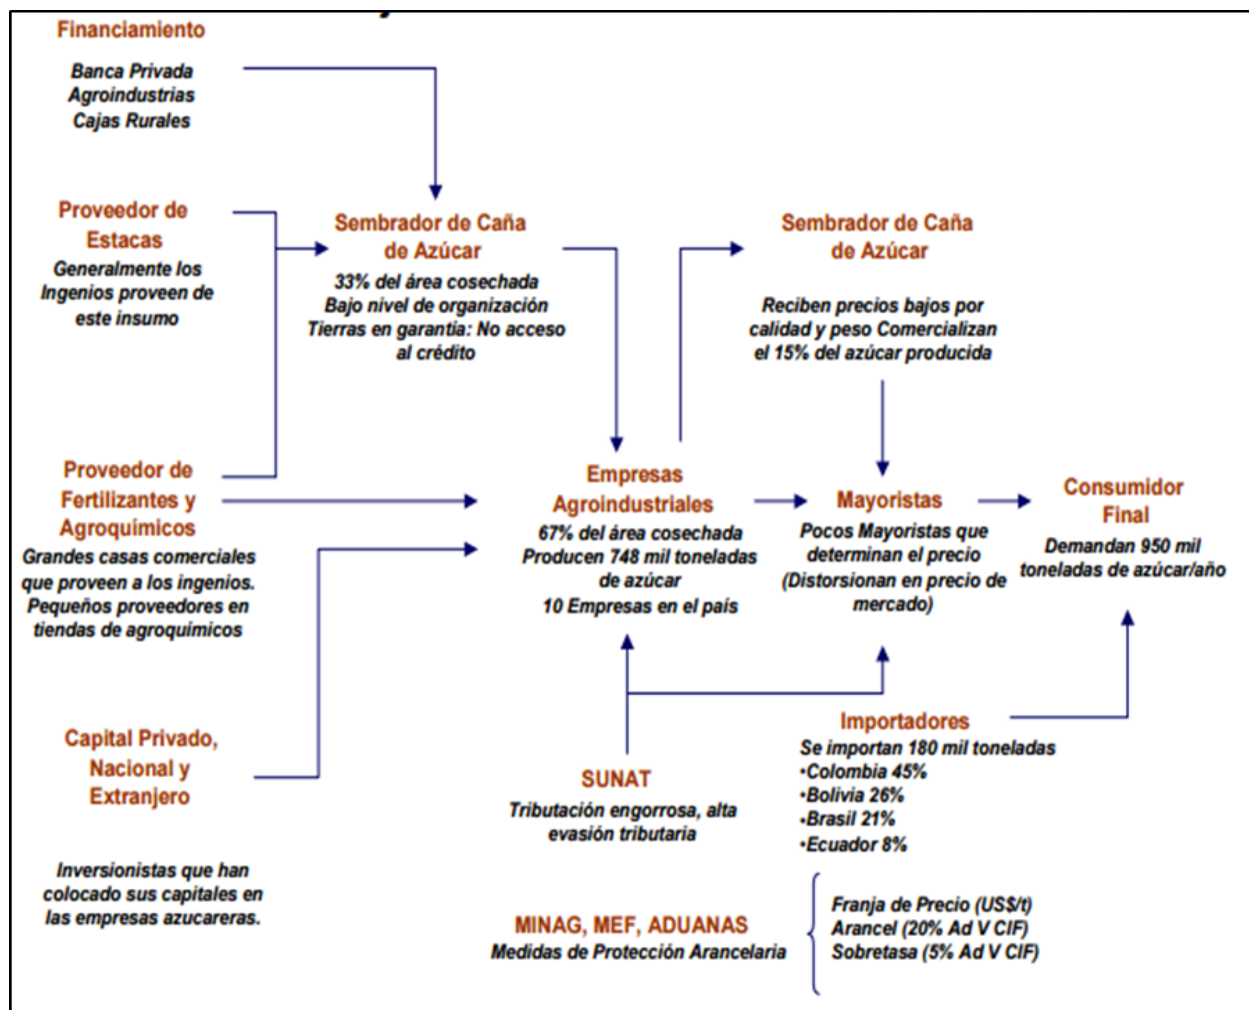 Financiamiento
Banca Privada
Agroindustrias
Cajas Rurales
Proveedor de
Estacas
Generalmente los
Ingenios proveen de
este insumo
Sembrador de Caña
de Azúcar
33% del área cosechada
Bajo nivel de organización
Tierras en garantía: No acceso
al crédito
Sembrador de Caña
de Azúcar
Reciben precios bajos por
calidad y peso Comercializan
el 15% del azúcar producida
Proveedor de
Fertilizantes y
Agroquímicos
Grandes casas comerciales
que proveen a los ingenios.
Pequeños proveedores en
tiendas de agroquímicos
Empresas
Agroindustriales
67% del área cosechada
Producen 748 mil toneladas
de azúcar
10 Empresas en el país
Mayoristas
Pocos Mayoristas que
determinan el precio
(Distorsionan en precio de
mercado)
Consumidor
Final
Demandan 950 mil
toneladas de azúcar/año
Capital Privado,
Nacional y
Extranjero
Inversionistas que han
colocado sus capitales en
las empresas azucareras.
SUNAT
Tributación engorrosa, alta
evasión tributaria
Importadores
Se importan 180 mil toneladas
•Colombia 45%
•Bolivia 26%
•Brasil 21%
•Ecuador 8%
MINAG, MEF, ADUANAS
Medidas de Protección Arancelaria
Franja de Precio (US$/t)
Arancel (20% Ad V CIF)
Sobretasa (5% Ad V CIF)